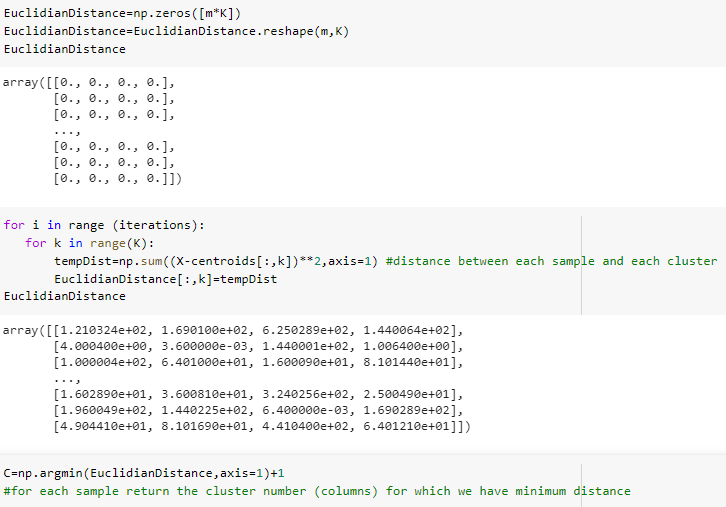 EuclidianDistance=np.zeros([m*K])
EuclidianDistance=EuclidianDistance.reshape(m,K)
EuclidianDistance
array([[0., 0., 0., 0.],
[0., 0., 0., 0.],
[0., 0., 0., 0.],
...,
[0., 0., 0., 0.],
[0., 0., 0., 0.],
[0., 0., 0., 0.]])
for i in range (iterations):
for k in range(K):
tempDist=np.sum((X-centroids[:,k])**2,axis=1) #distance between each sample and each cluster
EuclidianDistance[:,k]=tempDist
EuclidianDistance
array([[1.210324e+02, 1.690100e+02, 6.250289e+02, 1.440064e+02],
[4.000400e+00, 3.600000e-03, 1.440001e+02, 1.006400e+00],
[1.000004e+02, 6.401000e+01, 1.600090e+01, 8.101440e+01],
...,
[1.602890e+01, 3.600810e+01, 3.240256e+02, 2.500490e+01],
[1.960049e+02, 1.440225e+02, 6.400000e-03, 1.690289e+02],
[4.904410e+01, 8.101690e+01, 4.410400e+02, 6.401210e+01]])
C=np.argmin(EuclidianDistance,axis=1)+1
#for each sample return the cluster number (columns) for which we have minimum distance